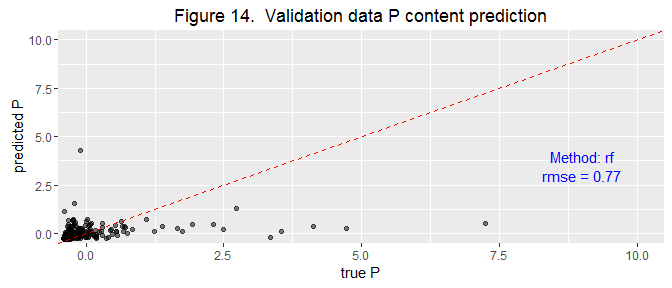 Figure 14.  Validation data P content prediction
10.0
7.5
5.0
2.5
0.0
predicted P
Method: rf
rmse = 0.77
0.0 2.5 5.0 7.5 10.0
true P